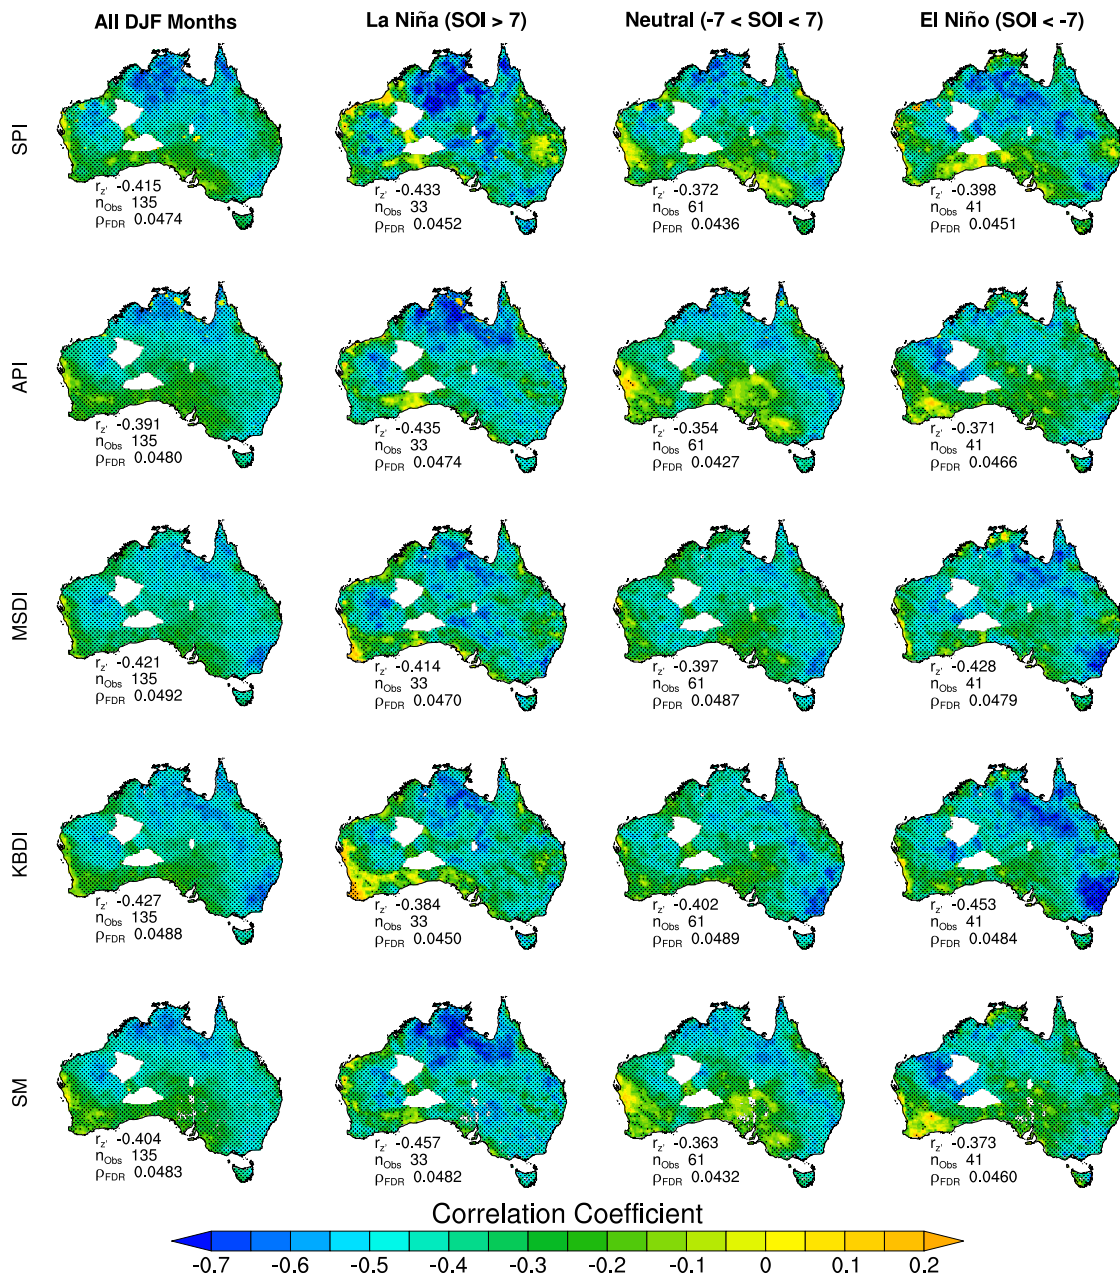 All DJF Months La Niña (SOI > 7) Neutral (-7 < SOI < 7) El Niño (SOI < -7)
SPI
r_z' -0.415 r_z' -0.433 r_z' -0.372 r_z' -0.398
n_Obs 135 n_Obs 33 n_Obs 61 n_Obs 41
ρ_FDR 0.0474 ρ_FDR 0.0452 ρ_FDR 0.0436 ρ_FDR 0.0451
API
r_z' -0.391 r_z' -0.435 r_z' -0.354 r_z' -0.371
n_Obs 135 n_Obs 33 n_Obs 61 n_Obs 41
ρ_FDR 0.0480 ρ_FDR 0.0474 ρ_FDR 0.0427 ρ_FDR 0.0466
MSDI
r_z' -0.421 r_z' -0.414 r_z' -0.397 r_z' -0.428
n_Obs 135 n_Obs 33 n_Obs 61 n_Obs 41
ρ_FDR 0.0492 ρ_FDR 0.0470 ρ_FDR 0.0487 ρ_FDR 0.0479
KBDI
r_z' -0.427 r_z' -0.384 r_z' -0.402 r_z' -0.453
n_Obs 135 n_Obs 33 n_Obs 61 n_Obs 41
ρ_FDR 0.0488 ρ_FDR 0.0450 ρ_FDR 0.0489 ρ_FDR 0.0484
SM
r_z' -0.404 r_z' -0.457 r_z' -0.363 r_z' -0.373
n_Obs 135 n_Obs 33 n_Obs 61 n_Obs 41
ρ_FDR 0.0483 ρ_FDR 0.0482 ρ_FDR 0.0432 ρ_FDR 0.0460
Correlation Coefficient
-0.7 -0.6 -0.5 -0.4 -0.3 -0.2 -0.1 0 0.1 0.2